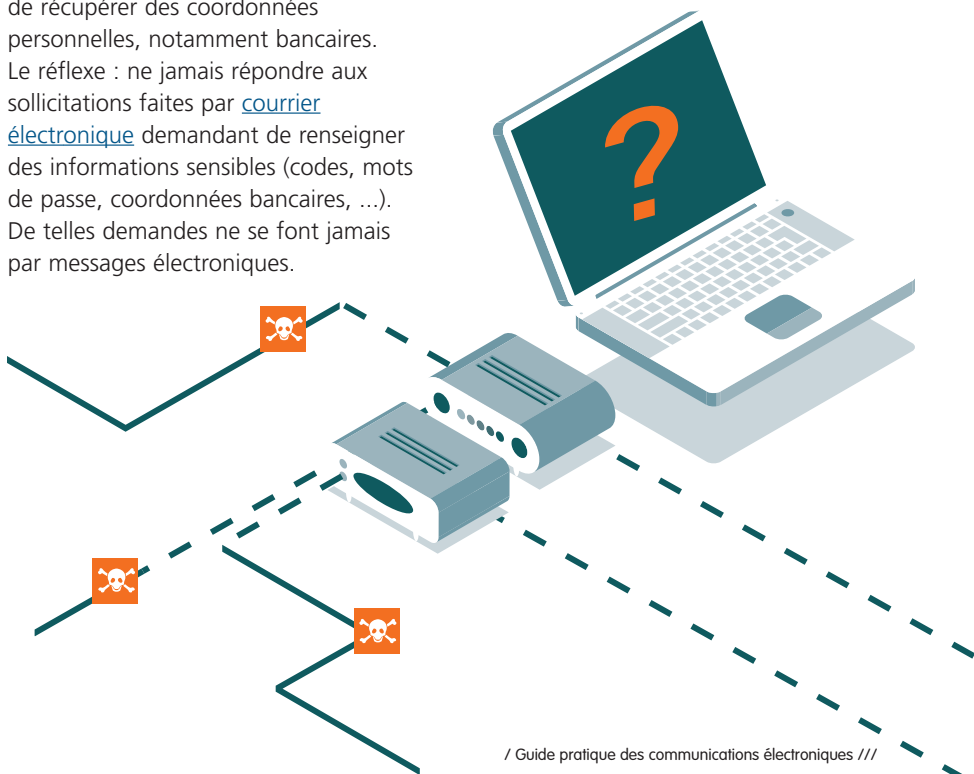 de récupérer des coordonnées
personnelles, notamment bancaires.
Le réflexe : ne jamais répondre aux
sollicitations faites par courrier
électronique demandant de renseigner
des informations sensibles (codes, mots
de passe, coordonnées bancaires, ...).
De telles demandes ne se font jamais
par messages électroniques.
?
/ Guide pratique des communications électroniques ///